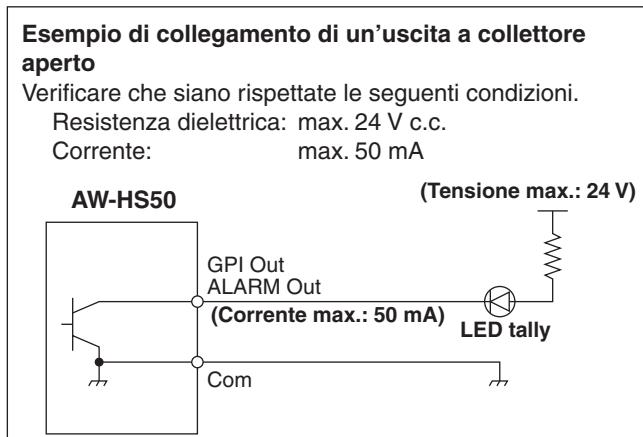 Esempio di collegamento di un'uscita a collettore
aperto
Verificare che siano rispettate le seguenti condizioni.
Resistenza dielettrica: max. 24 V c.c.
Corrente: max. 50 mA
(Tensione max.: 24 V)
AW-HS50
GPI Out
ALARM Out
(Corrente max.: 50 mA)
LED tally
Com